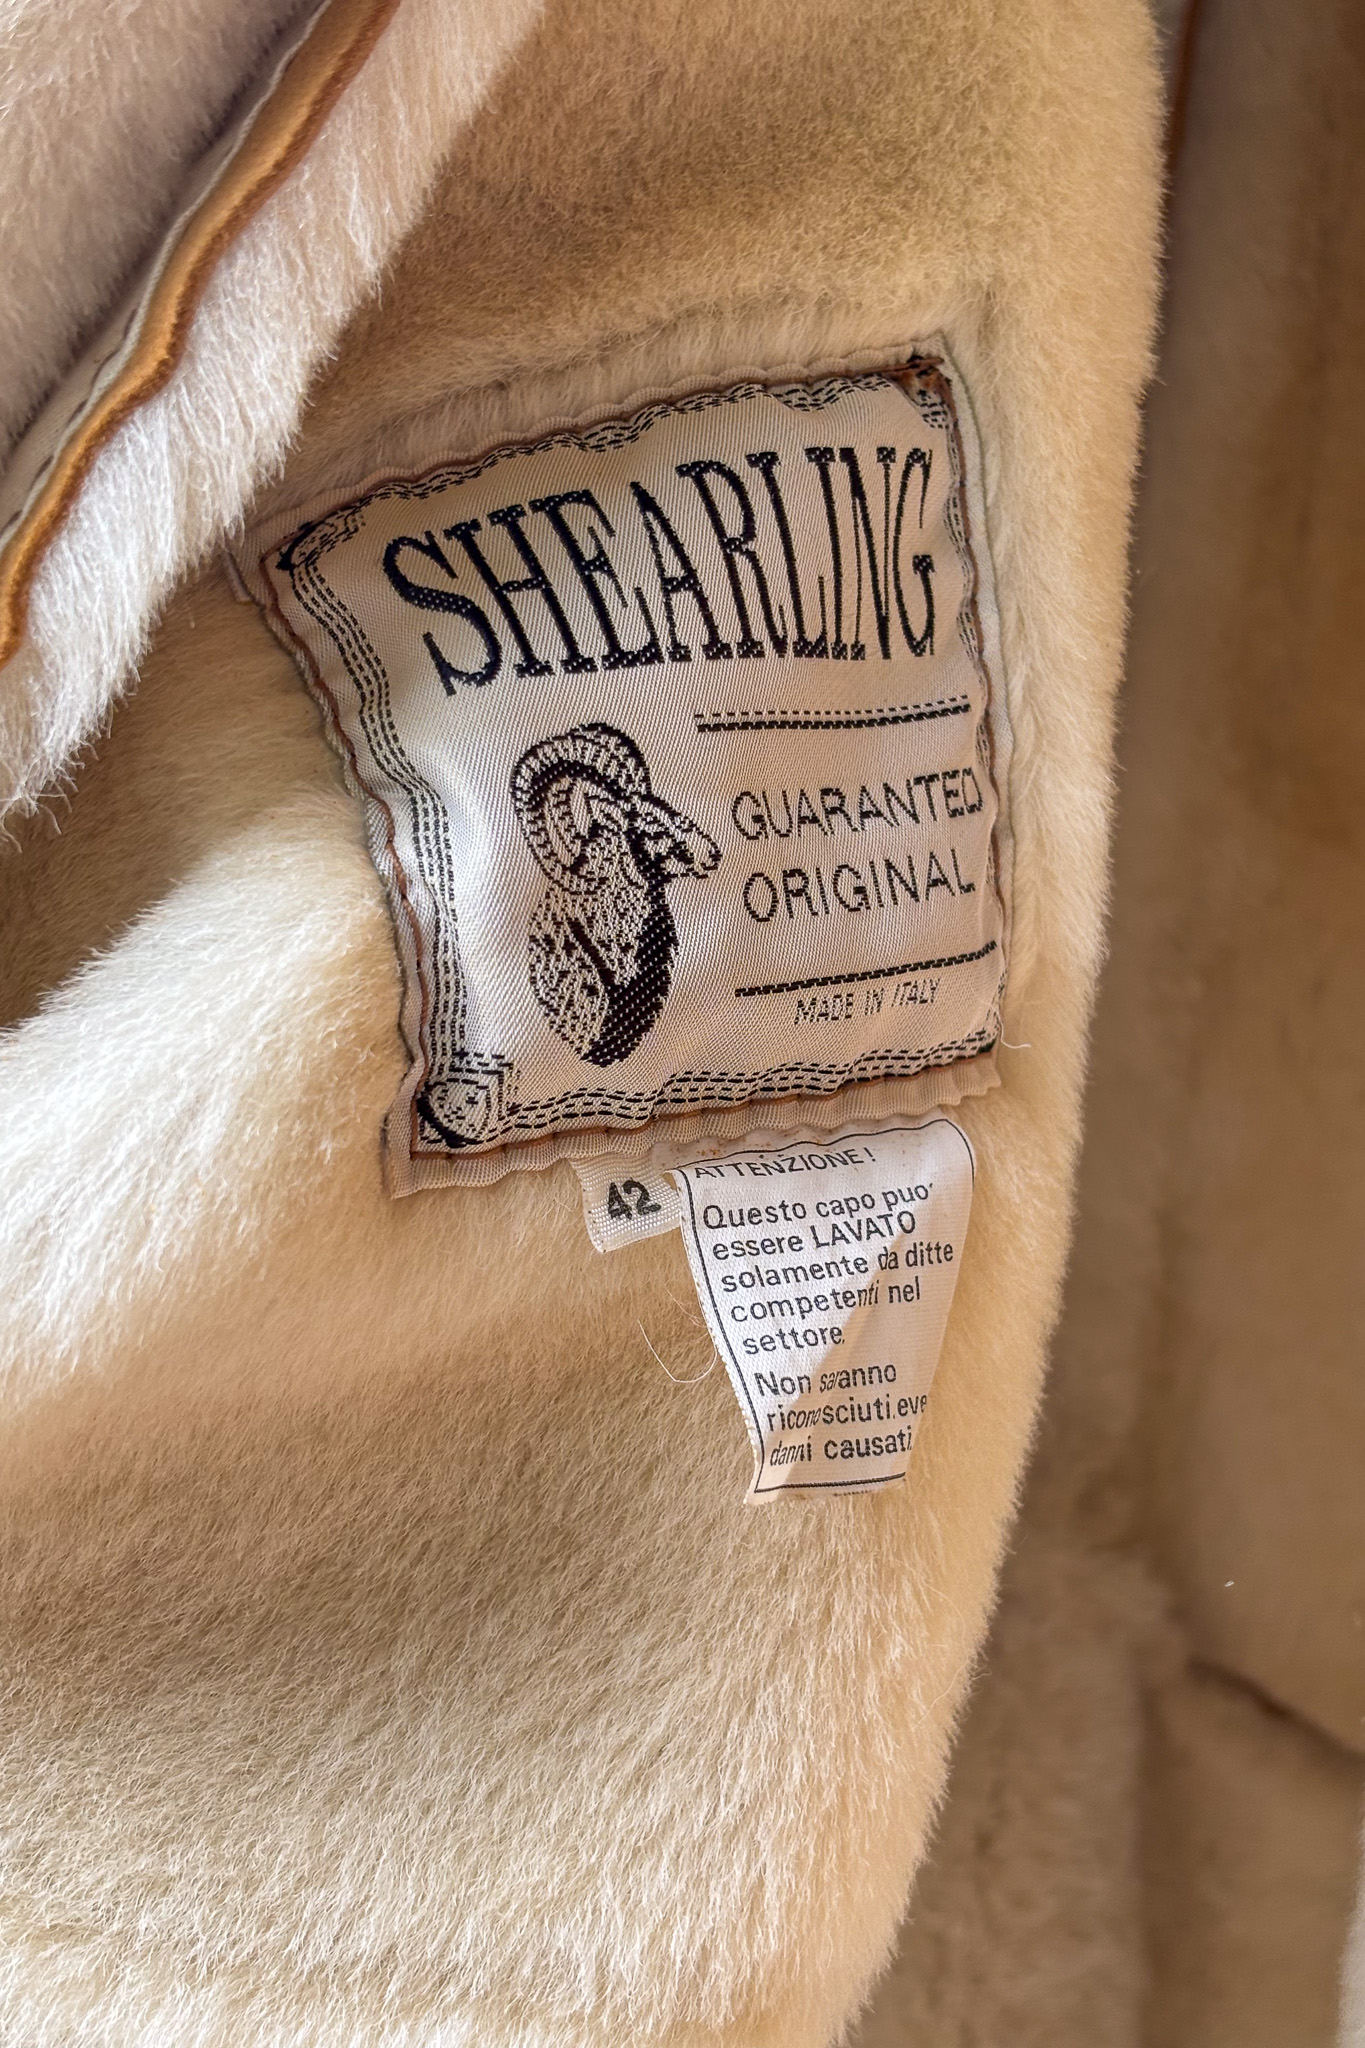 SHEARLING
GUARANTEED
ORIGINAL
MADE IN ITALY
42
ATTENZIONE!
Questo capo puo'
essere LAVATO
solamente da ditte
competenti nel
settore.
Non saranno
riconosciuti eve
danni causati.